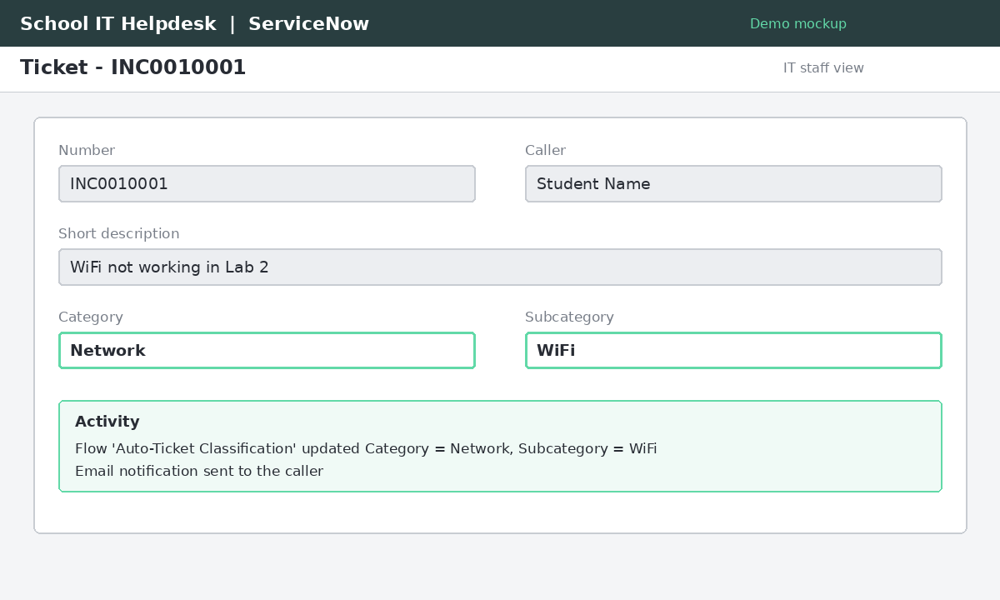 School IT Helpdesk | ServiceNow
Demo mockup
Ticket - INC0010001
IT staff view
Number
Caller
INC0010001
Student Name
Short description
WiFi not working in Lab 2
Category
Subcategory
Network
WiFi
Activity
Flow 'Auto-Ticket Classification' updated Category = Network, Subcategory = WiFi
Email notification sent to the caller